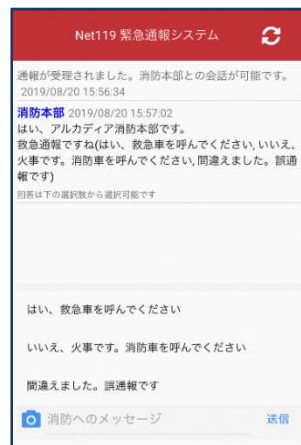 Net119 緊急通報システム
通報が受理されました。消防本部との会話が可能です。
2019/08/20 15:56:34
消防本部 2019/08/20 15:57:02
はい、アルカディア消防本部です。
救急通報ですね(はい、救急車を呼んでください, いいえ、
火事です。消防車を呼んでください, 間違えました。誤通
報です)
回答は下の選択肢から選択可能です
はい、救急車を呼んでください
いいえ、火事です。消防車を呼んでください
間違えました。誤通報です
消防へのメッセージ 送信